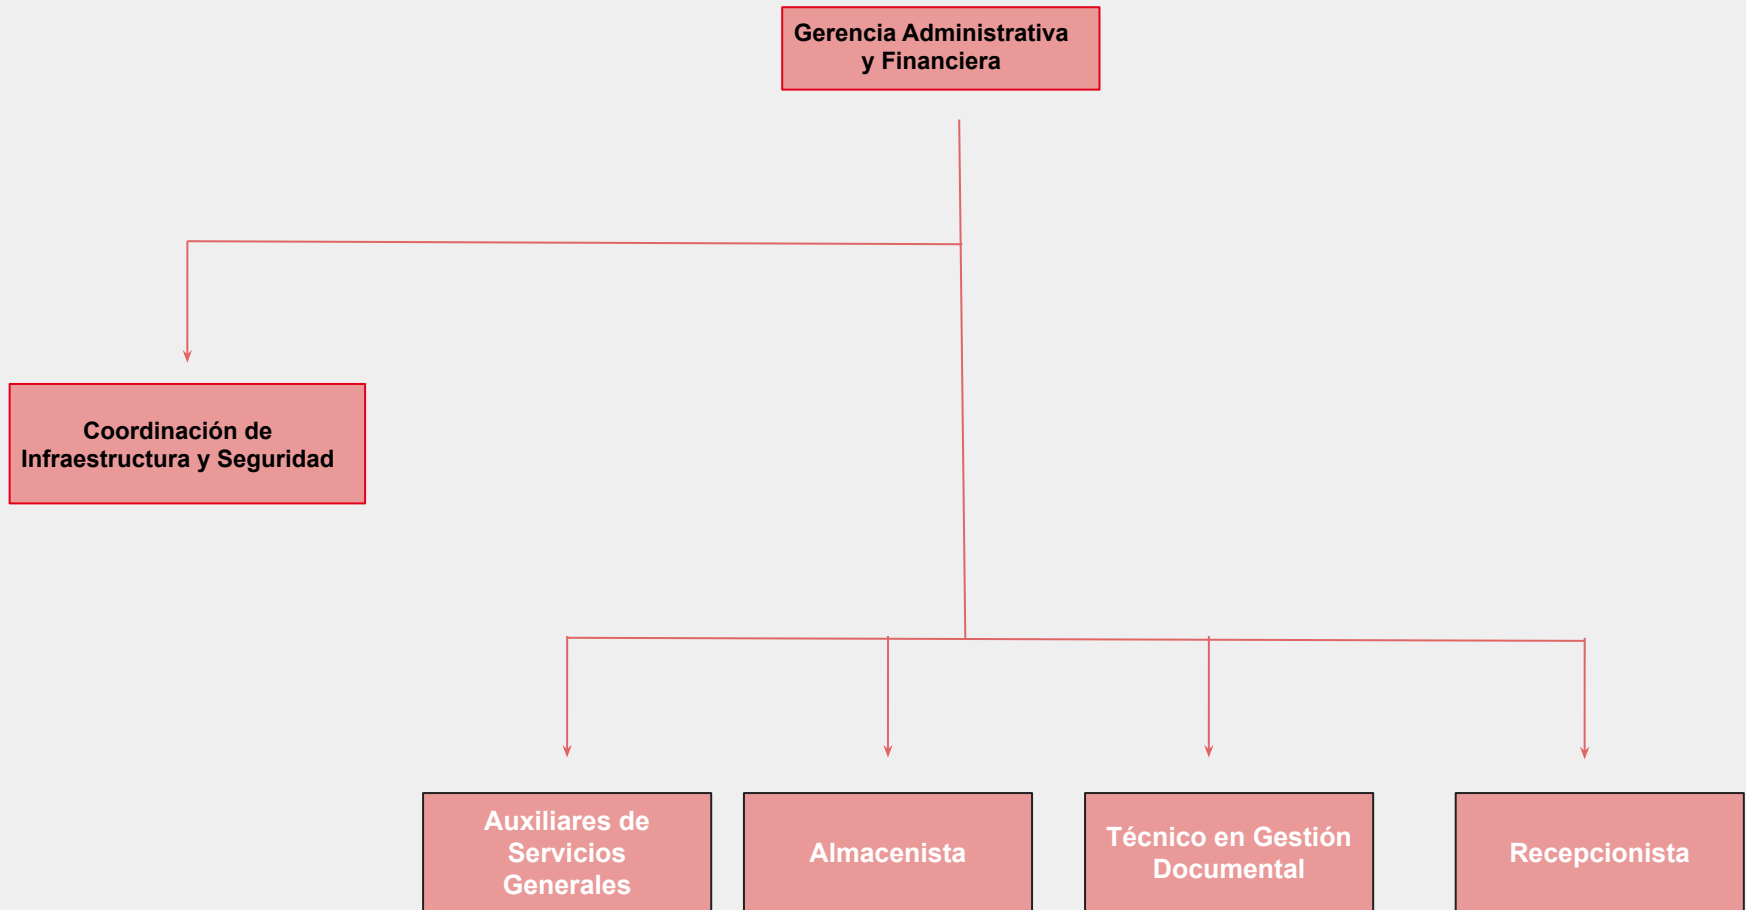 Gerencia Administrativa
y Financiera
Coordinación de
Infraestructura y Seguridad
Auxiliares de
Servicios
Generales
Almacenista
Técnico en Gestión
Documental
Recepcionista